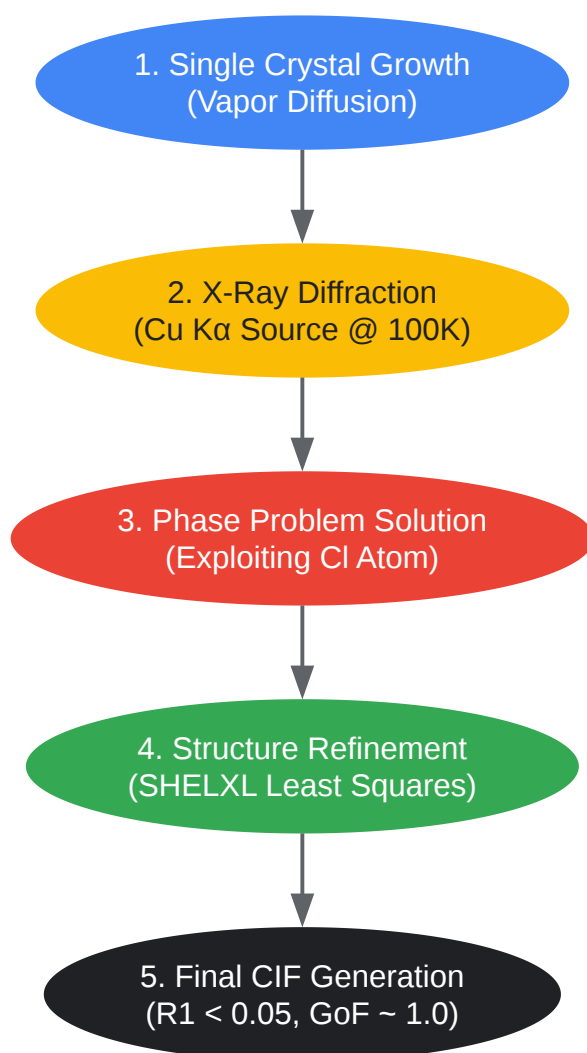 1. Single Crystal Growth
(Vapor Diffusion)
2. X-Ray Diffraction
(Cu Kα Source @ 100K)
3. Phase Problem Solution
(Exploiting Cl Atom)
4. Structure Refinement
(SHELXL Least Squares)
5. Final CIF Generation
(R1 < 0.05, GoF ~ 1.0)